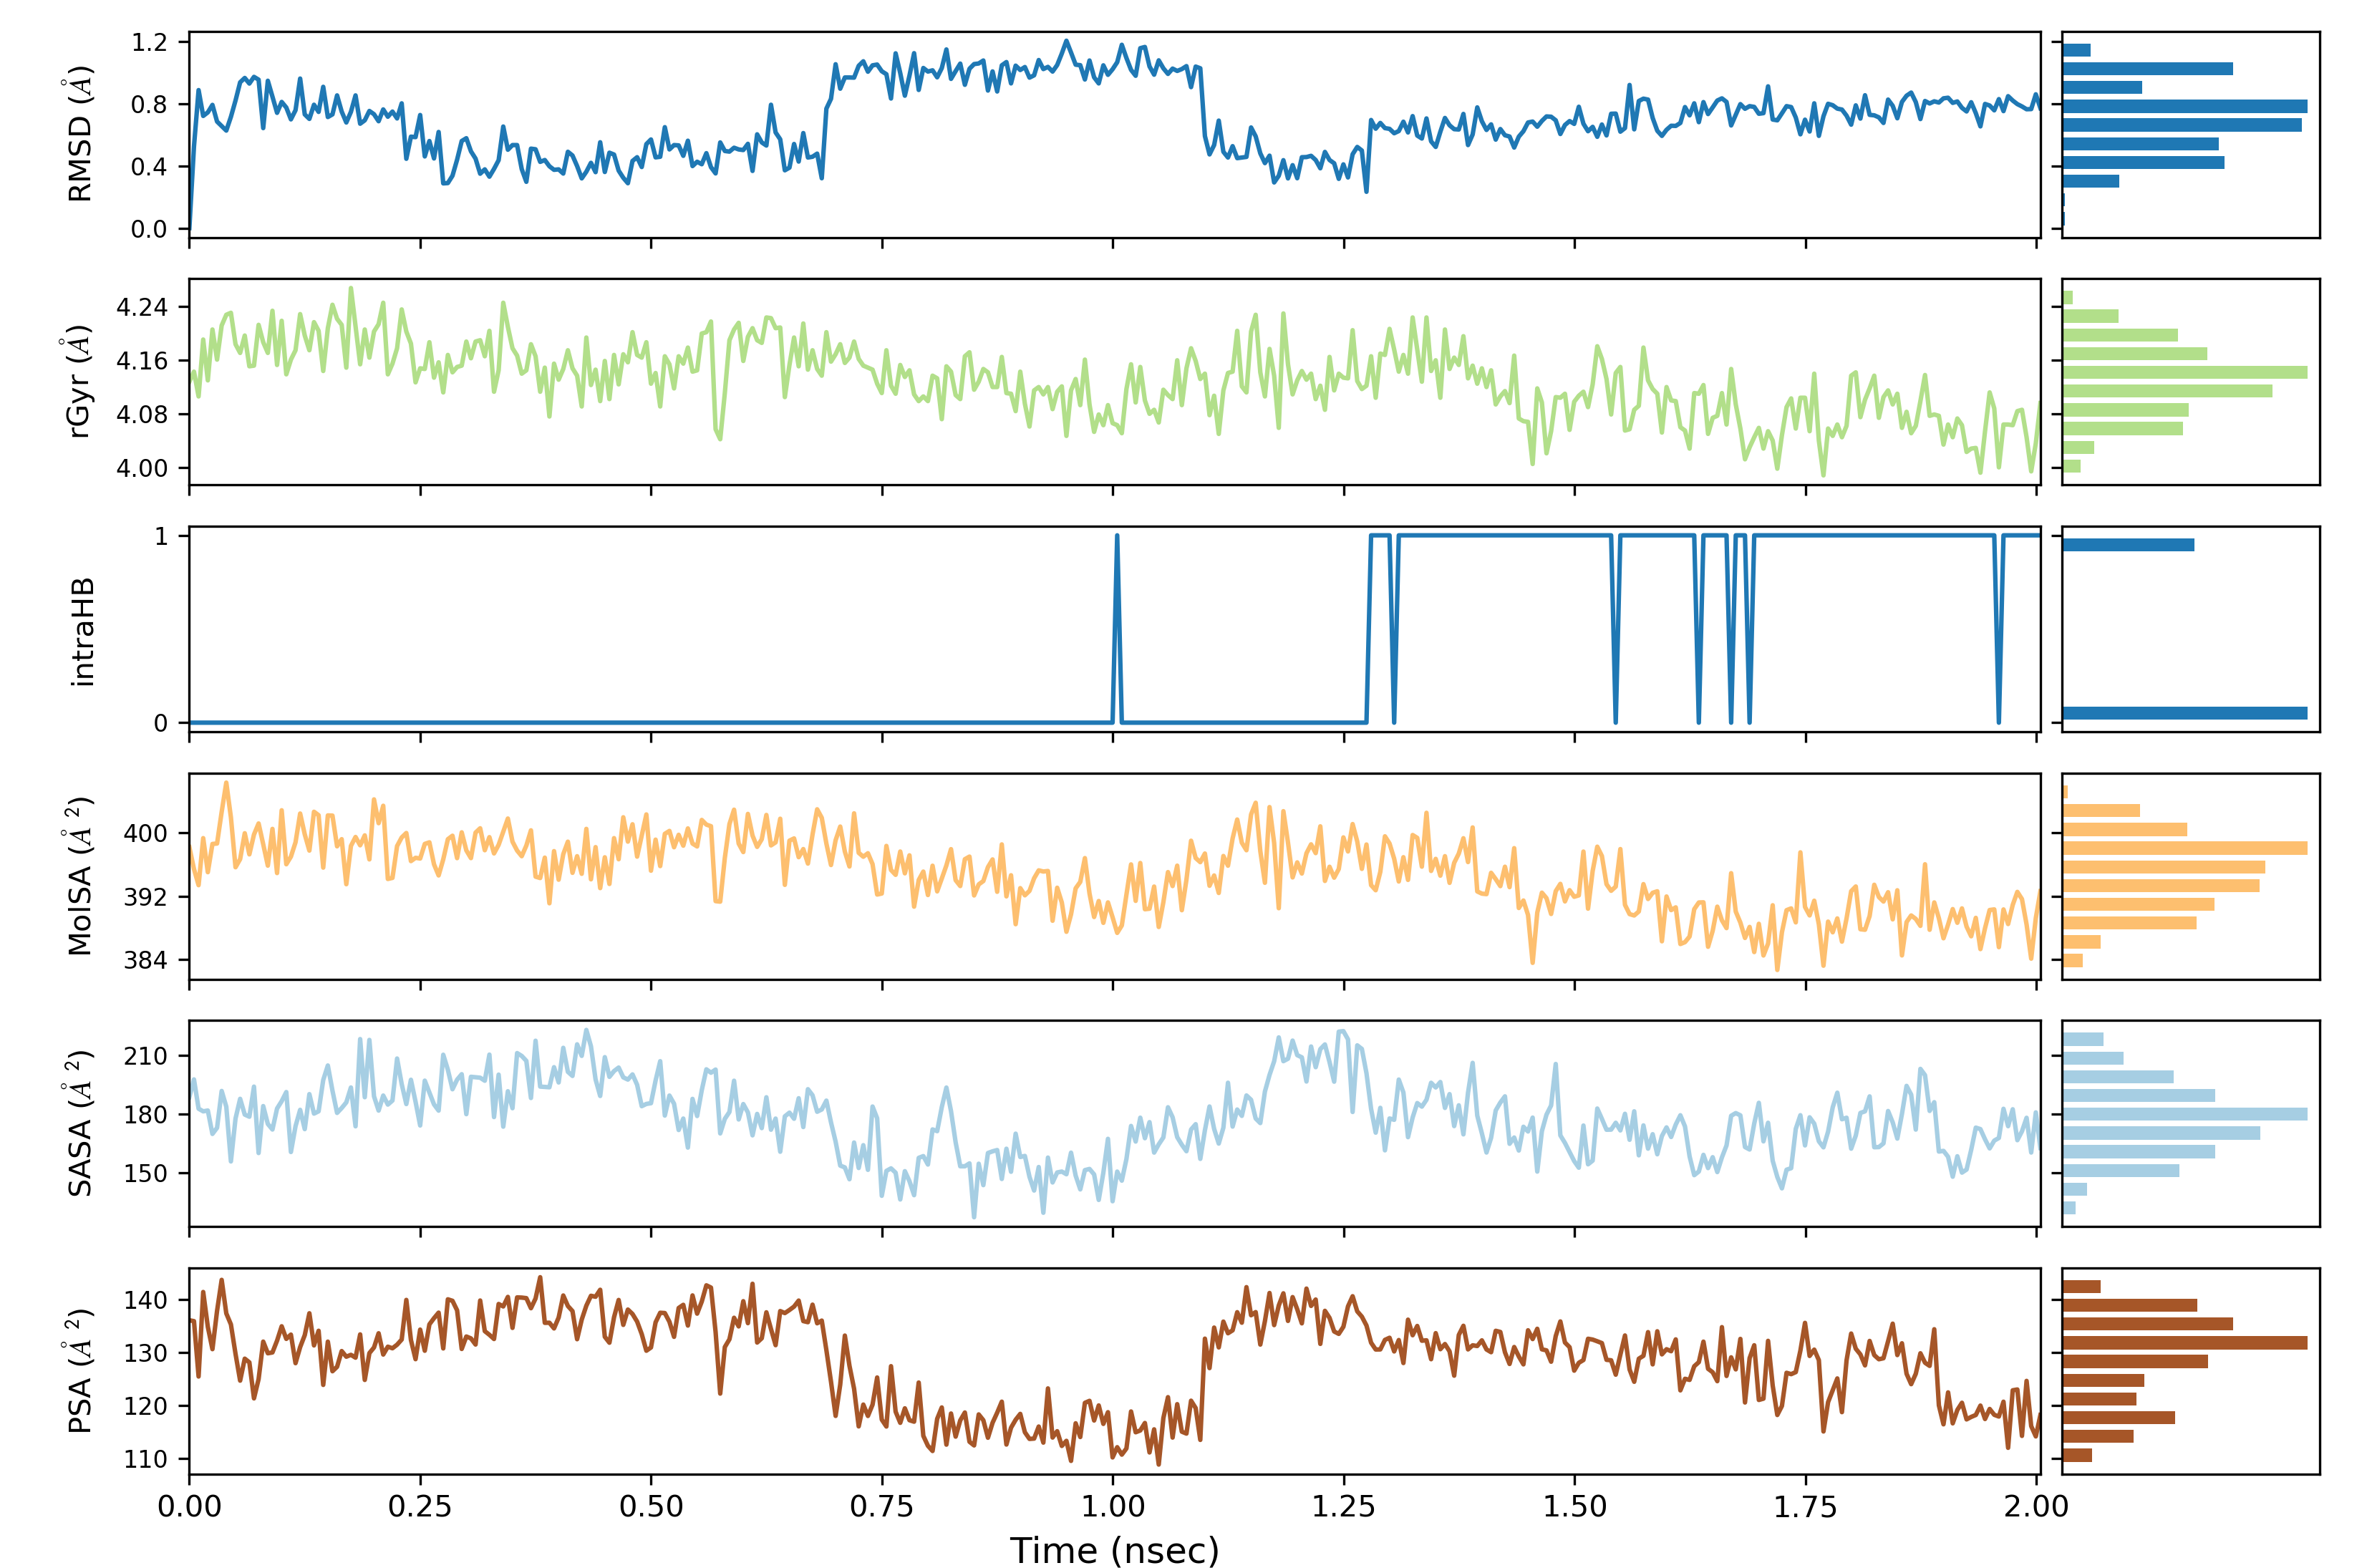 RMSD (Å)
1.2
0.8
0.4
0.0
rGyr (Å)
4.24
4.16
4.08
4.00
intraHB
1
0
MolSA (Å²)
400
392
384
SASA (Å²)
210
180
150
PSA (Å²)
140
130
120
110
0.00 0.25 0.50 0.75 1.00 1.25 1.50 1.75 2.00
Time (nsec)